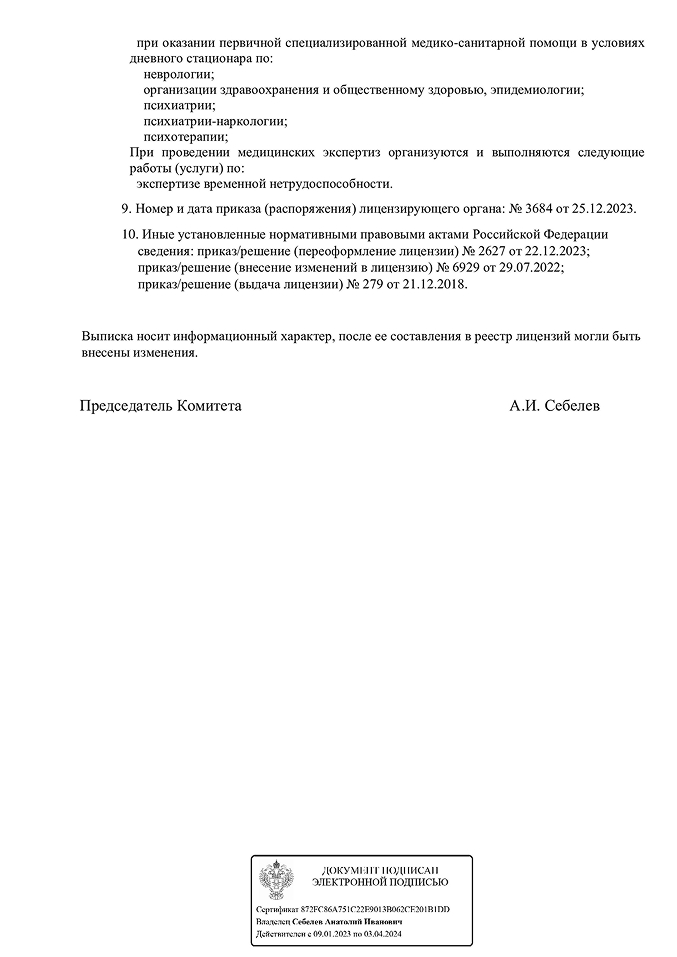 при оказании первичной специализированной медико-санитарной помощи в условиях
дневного стационара по:
неврологии;
организации здравоохранения и общественному здоровью, эпидемиологии;
психиатрии;
психиатрии-наркологии;
психотерапии;
При проведении медицинских экспертиз организуются и выполняются следующие
работы (услуги) по:
экспертизе временной нетрудоспособности.
9. Номер и дата приказа (распоряжения) лицензирующего органа: № 3684 от 25.12.2023.
10. Иные установленные нормативными правовыми актами Российской Федерации
сведения: приказ/решение (переоформление лицензии) № 2627 от 22.12.2023;
приказ/решение (внесение изменений в лицензию) № 6929 от 29.07.2022;
приказ/решение (выдача лицензии) № 279 от 21.12.2018.
Выписка носит информационный характер, после ее составления в реестр лицензий могли быть
внесены изменения.
Председатель Комитета А.И. Себелев
ДОКУМЕНТ ПОДПИСАН
ЭЛЕКТРОННОЙ ПОДПИСЬЮ
Сертификат 872FC86A751C22E9013B062CE201B1DD
Владелец Себелев Анатолий Иванович
Действителен с 09.01.2023 по 03.04.2024